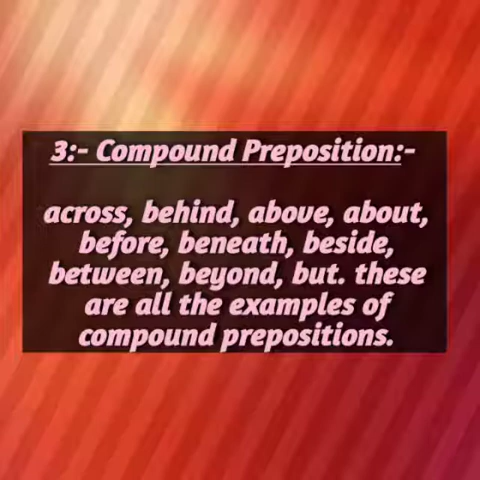 3:- Compound Preposition:-
across, behind, above, about,
before, beneath, beside,
between, beyond, but. these
are all the examples of
compound prepositions.